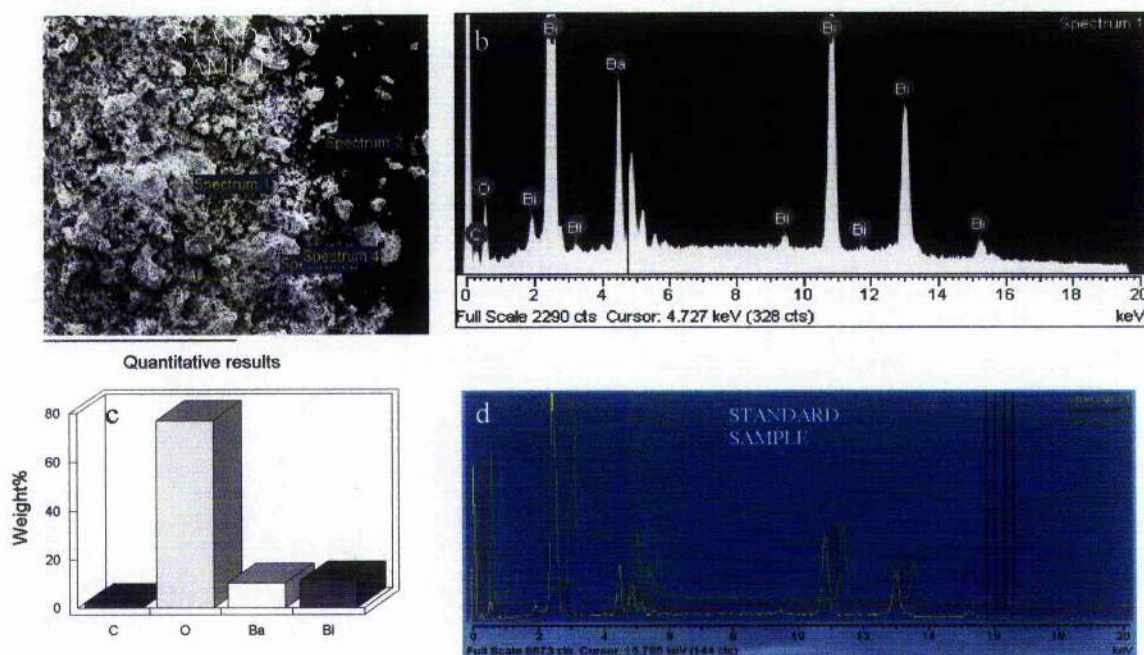 STANDARD
SAMPLE
Spectrum 2
Spectrum 1
Spectrum 4
b
Spectrum 1
Bi
Ba
Bi
Bi
O
C
Bi
Bi
Bi
Bi
Bi
0 2 4 6 8 10 12 14 16 18 20
Full Scale 2290 cts Cursor: 4.727 keV (328 cts) keV
Quantitative results
c
Weight%
80
60
40
20
0
C O Ba Bi
d
STANDARD
SAMPLE
0 2 4 6 8 10 12 14 16 18 20
keV